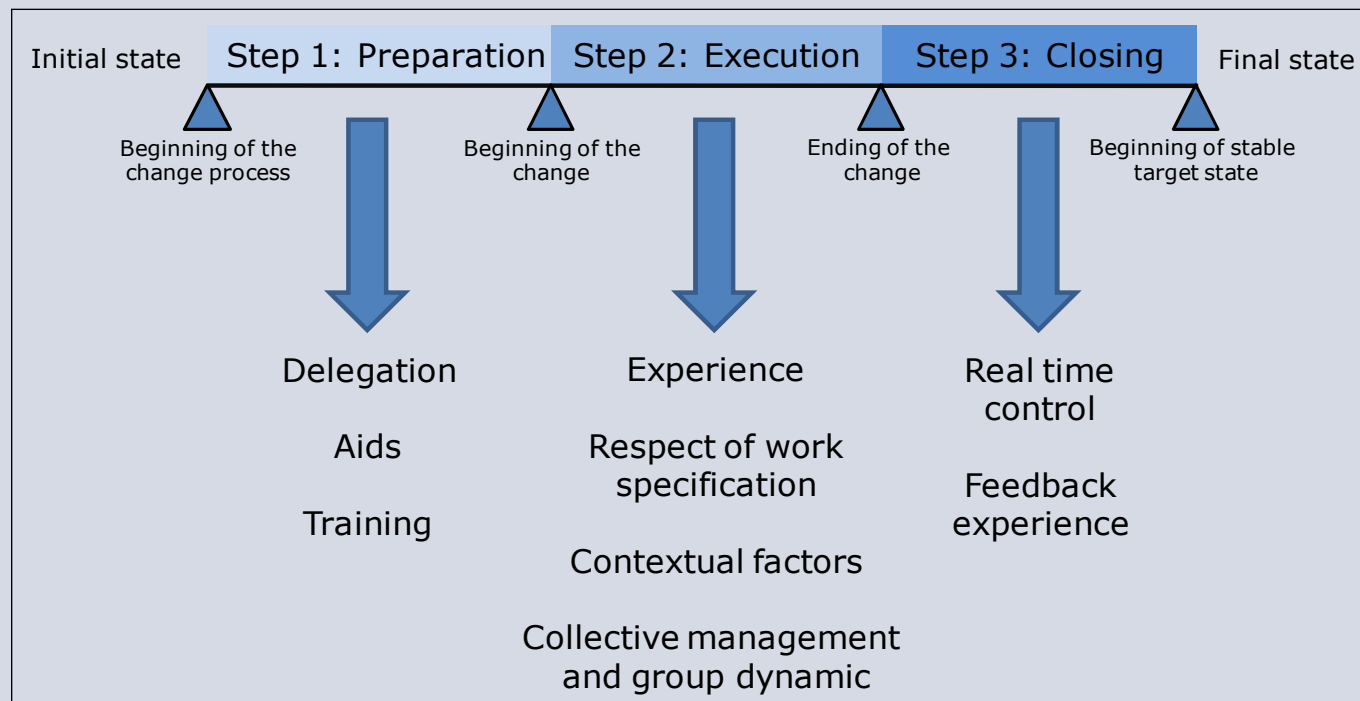 Initial state
Step 1: Preparation
Step 2: Execution
Step 3: Closing
Final state
Beginning of the
change process
Beginning of the
change
Ending of the
change
Beginning of stable
target state
Delegation
Aids
Training
Experience
Respect of work
specification
Contextual factors
Collective management
and group dynamic
Real time
control
Feedback
experience